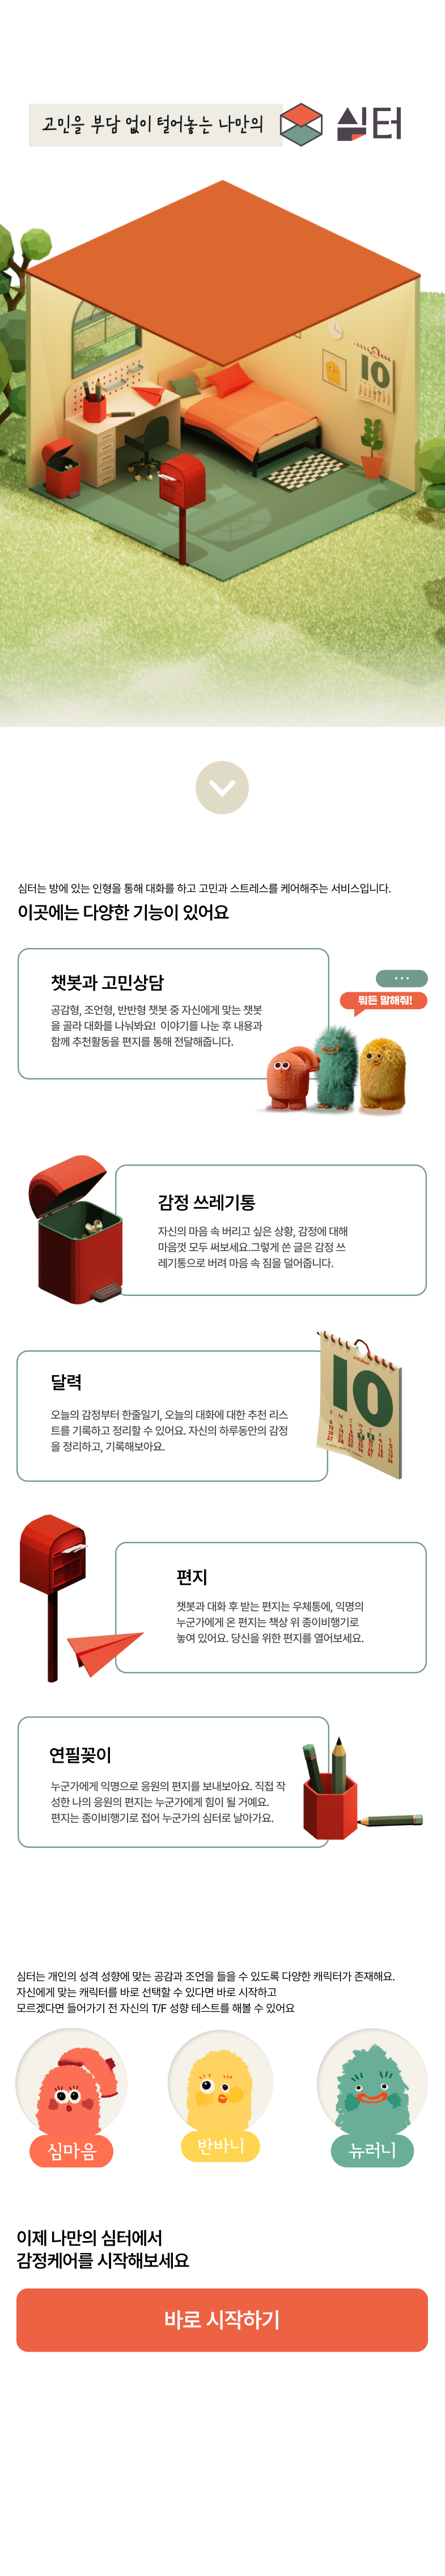 고민을 부담 없이 털어놓는 나만의 심터
10
심터는 방에 있는 인형을 통해 대화를 하고 고민과 스트레스를 케어해주는 서비스입니다.
이곳에는 다양한 기능이 있어요
챗봇과 고민상담
공감형, 조언형, 반반형 챗봇 중 자신에게 맞는 챗봇
을 골라 대화를 나눠봐요! 이야기를 나눈 후 내용과
함께 추천활동을 편지를 통해 전달해줍니다.
...
뭐든 말해줘!
감정 쓰레기통
자신의 마음 속 버리고 싶은 상황, 감정에 대해
마음껏 모두 써보세요.그렇게 쓴 글은 감정 쓰
레기통으로 버려 마음 속 짐을 덜어줍니다.
달력
오늘의 감정부터 한줄일기, 오늘의 대화에 대한 추천 리스
트를 기록하고 정리할 수 있어요. 자신의 하루동안의 감정
을 정리하고, 기록해보아요.
10
편지
챗봇과 대화 후 받는 편지는 우체통에, 익명의
누군가에게 온 편지는 책상 위 종이비행기로
놓여 있어요. 당신을 위한 편지를 열어보세요.
연필꽂이
누군가에게 익명으로 응원의 편지를 보내보아요. 직접 작
성한 나의 응원의 편지는 누군가에게 힘이 될 거예요.
편지는 종이비행기로 접어 누군가의 심터로 날아가요.
심터는 개인의 성격 성향에 맞는 공감과 조언을 들을 수 있도록 다양한 캐릭터가 존재해요.
자신에게 맞는 캐릭터를 바로 선택할 수 있다면 바로 시작하고
모르겠다면 들어가기 전 자신의 T/F 성향 테스트를 해볼 수 있어요
심마음
반바니
뉴러니
이제 나만의 심터에서
감정케어를 시작해보세요
바로 시작하기